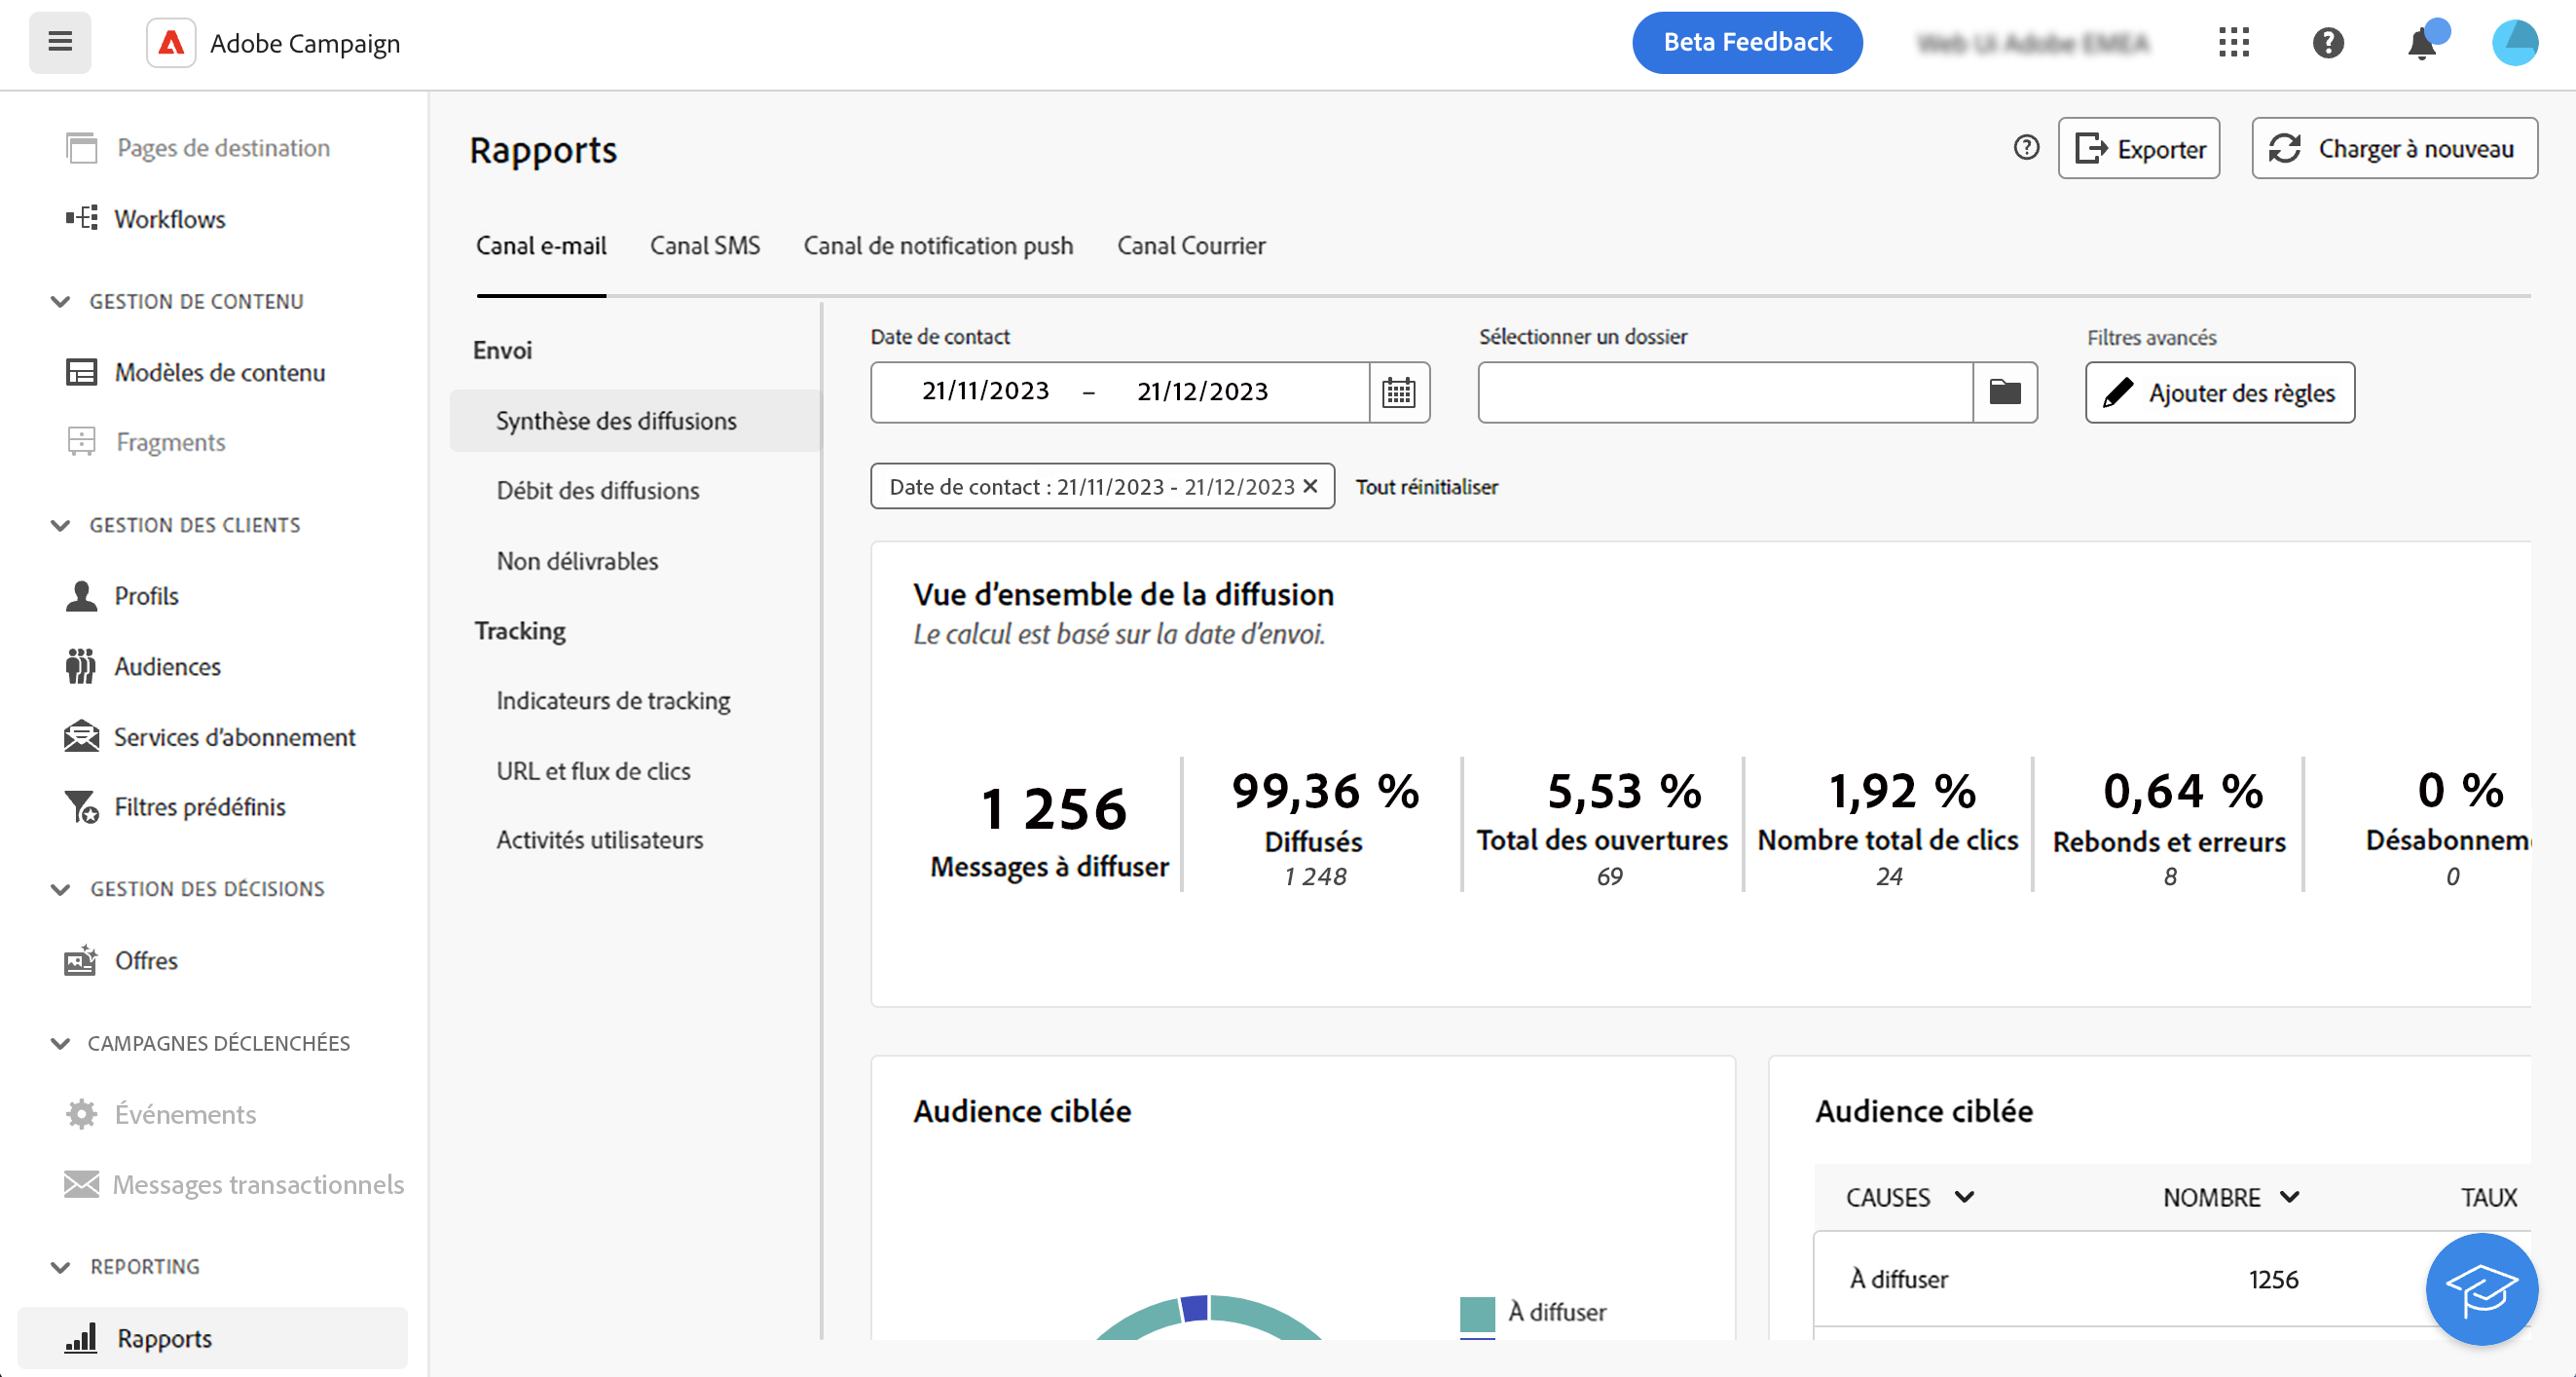 Adobe Campaign
Beta Feedback
Pages de destination
Workflows
GESTION DE CONTENU
Modèles de contenu
Fragments
GESTION DES CLIENTS
Profils
Audiences
Services d'abonnement
Filtres prédéfinis
GESTION DES DÉCISIONS
Offres
CAMPAGNES DÉCLENCHÉES
Événements
Messages transactionnels
REPORTING
Rapports
Rapports
Exporter
Charger à nouveau
Canal e-mail Canal SMS Canal de notification push Canal Courrier
Envoi
Synthèse des diffusions
Débit des diffusions
Non délivrables
Tracking
Indicateurs de tracking
URL et flux de clics
Activités utilisateurs
Date de contact
21/11/2023 – 21/12/2023
Sélectionner un dossier
Filtres avancés
Ajouter des règles
Date de contact : 21/11/2023 - 21/12/2023
Tout réinitialiser
Vue d'ensemble de la diffusion
Le calcul est basé sur la date d'envoi.
1 256
Messages à diffuser
99,36 %
Diffusés
1 248
5,53 %
Total des ouvertures
69
1,92 %
Nombre total de clics
24
0,64 %
Rebonds et erreurs
8
0 %
Désabonnem
0
Audience ciblée
À diffuser
Audience ciblée
CAUSES NOMBRE TAUX
À diffuser 1256